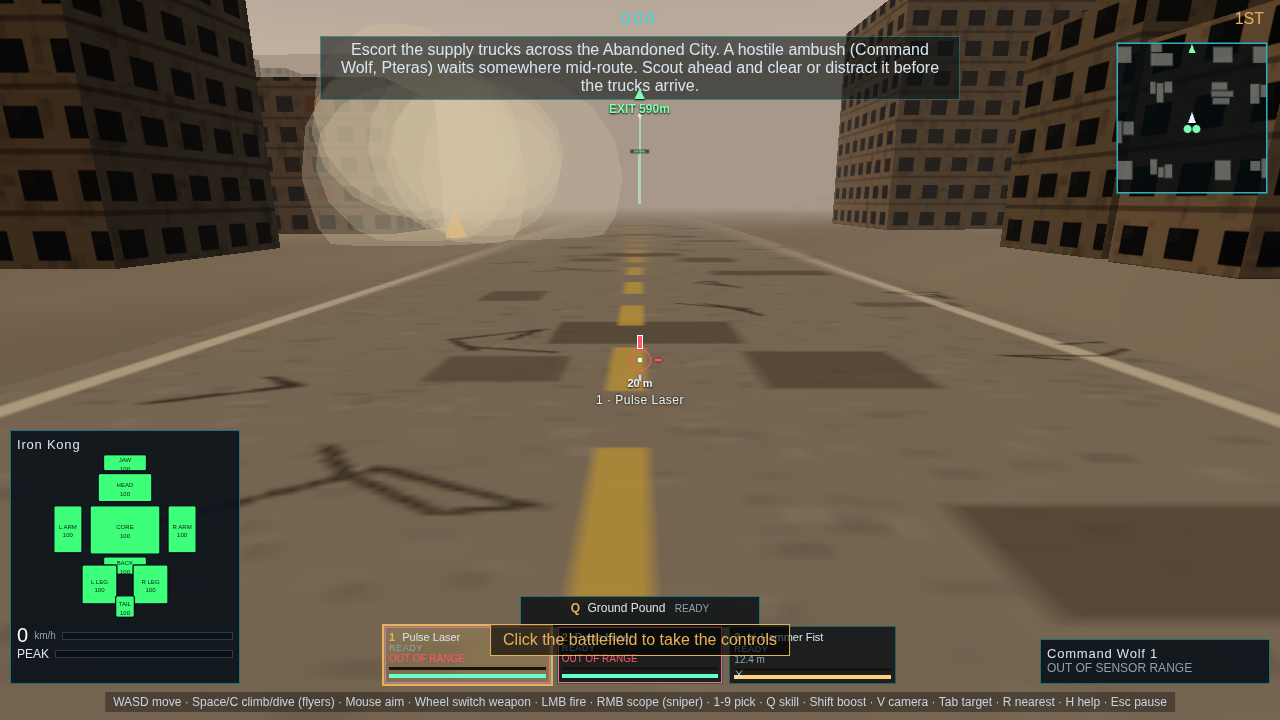 000
1ST
Escort the supply trucks across the Abandoned City. A hostile ambush (Command
Wolf, Pteras) waits somewhere mid-route. Scout ahead and clear or distract it before
the trucks arrive.
EXIT 590m
20 m
1 · Pulse Laser
Iron Kong
JAW
100
HEAD
100
L ARM
100
CORE
100
R ARM
100
BACK
100
L LEG
100
R LEG
100
TAIL
100
0 km/h
PEAK
Q Ground Pound READY
1 Pulse Laser
READY
OUT OF RANGE
OUT OF RANGE
mmer Fist
READY
12.4 m
Click the battlefield to take the controls
Command Wolf 1
OUT OF SENSOR RANGE
WASD move · Space/C climb/dive (flyers) · Mouse aim · Wheel switch weapon · LMB fire · RMB scope (sniper) · 1-9 pick · Q skill · Shift boost · V camera · Tab target · R nearest · H help · Esc pause